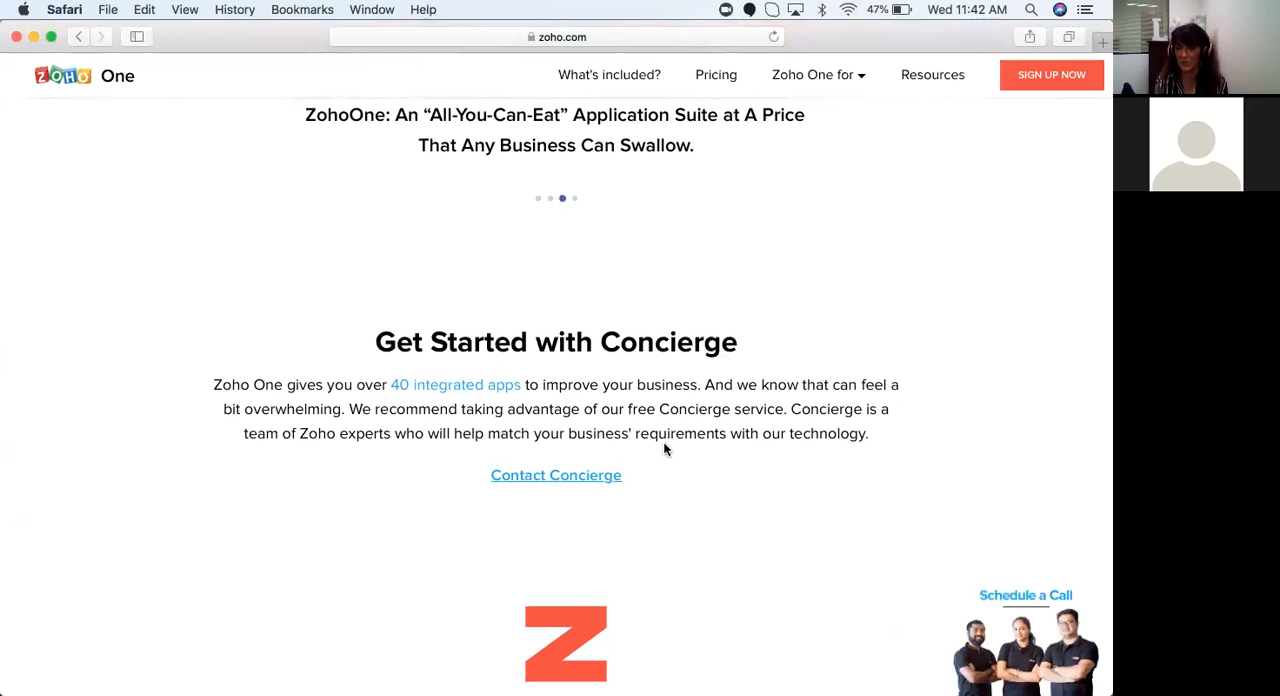 Safari File Edit View History Bookmarks Window Help 47% Wed 11:42 AM
zoho.com
ZOHO One What's included? Pricing Zoho One for Resources SIGN UP NOW
ZohoOne: An “All-You-Can-Eat” Application Suite at A Price
That Any Business Can Swallow.
Get Started with Concierge
Zoho One gives you over 40 integrated apps to improve your business. And we know that can feel a
bit overwhelming. We recommend taking advantage of our free Concierge service. Concierge is a
team of Zoho experts who will help match your business' requirements with our technology.
Contact Concierge
Schedule a Call
Z